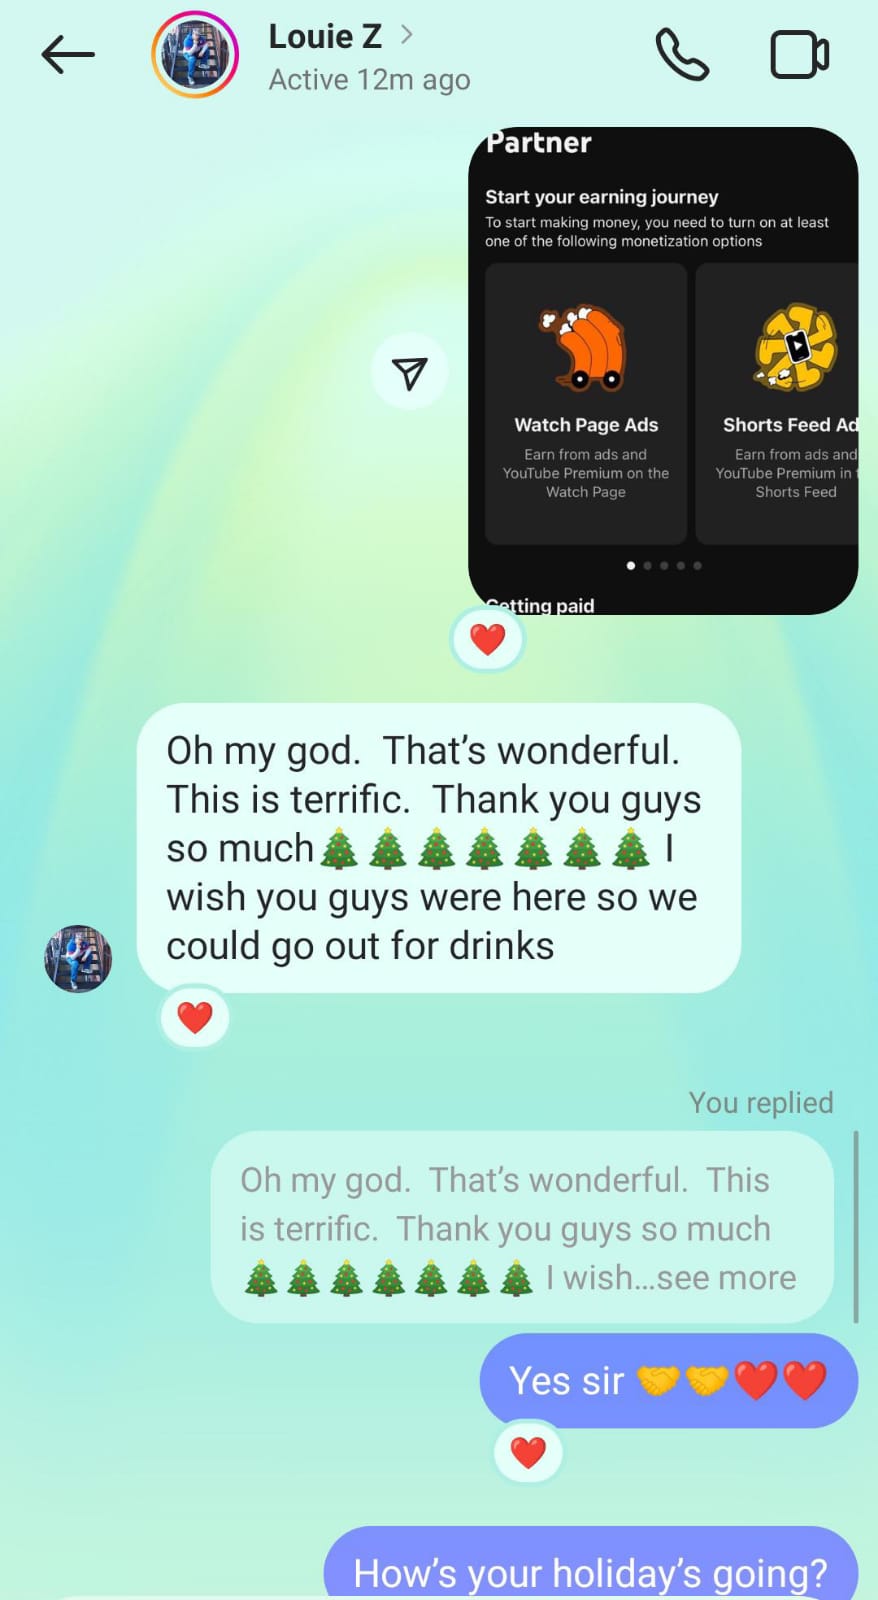 Louie Z
Active 12m ago
Partner
Start your earning journey
To start making money, you need to turn on at least
one of the following monetization options
Watch Page Ads
Earn from ads and
YouTube Premium on the
Watch Page
Shorts Feed Ad
Earn from ads and
YouTube Premium in
Shorts Feed
Getting paid
Oh my god.  That’s wonderful.
This is terrific.  Thank you guys
so much🎄🎄🎄🎄🎄🎄🎄 I
wish you guys were here so we
could go out for drinks
You replied
Oh my god.  That’s wonderful.  This
is terrific.  Thank you guys so much
🎄🎄🎄🎄🎄🎄🎄 I wish…see more
Yes sir 🤝🤝❤️❤️
How’s your holiday’s going?